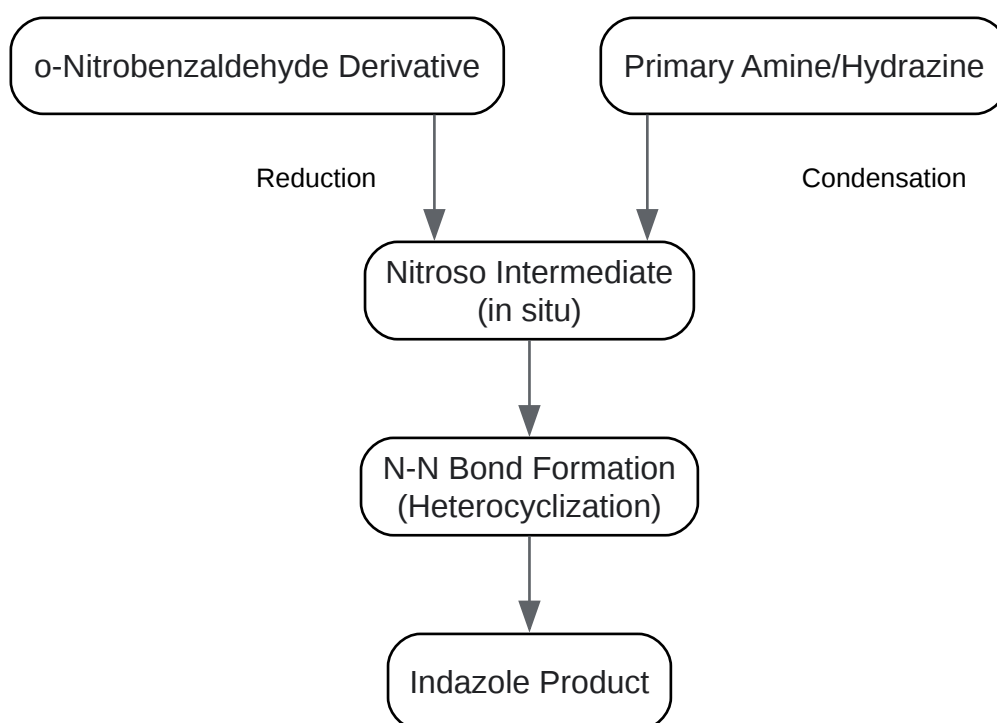 o-Nitrobenzaldehyde Derivative
Primary Amine/Hydrazine
Reduction
Condensation
Nitroso Intermediate
(in situ)
N-N Bond Formation
(Heterocyclization)
Indazole Product